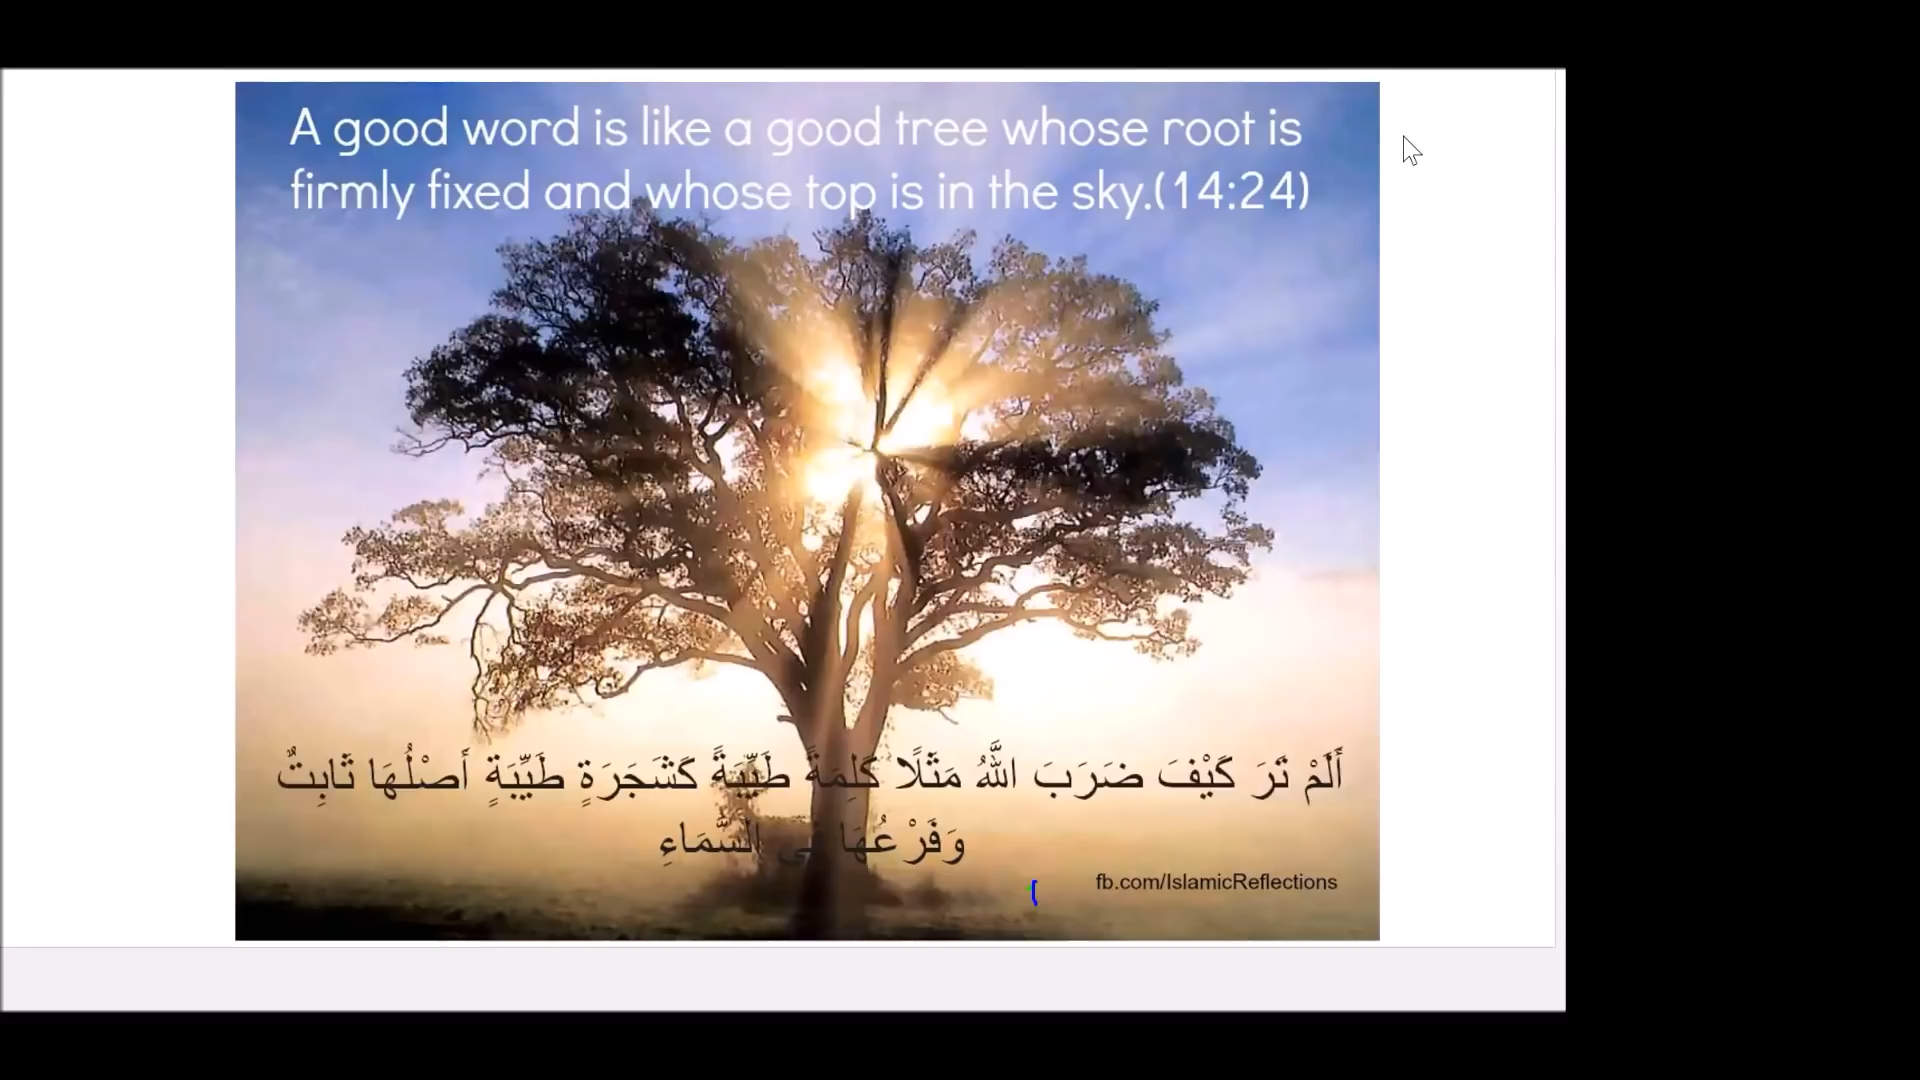 A good word is like a good tree whose root is
firmly fixed and whose top is in the sky.(14:24)
أَلَمْ تَرَ كَيْفَ ضَرَبَ اللَّهُ مَثَلًا كَلِمَةً طَيِّبَةً كَشَجَرَةٍ طَيِّبَةٍ أَصْلُهَا ثَابِتٌ
وَفَرْعُهَا فِي السَّمَاءِ
fb.com/IslamicReflections